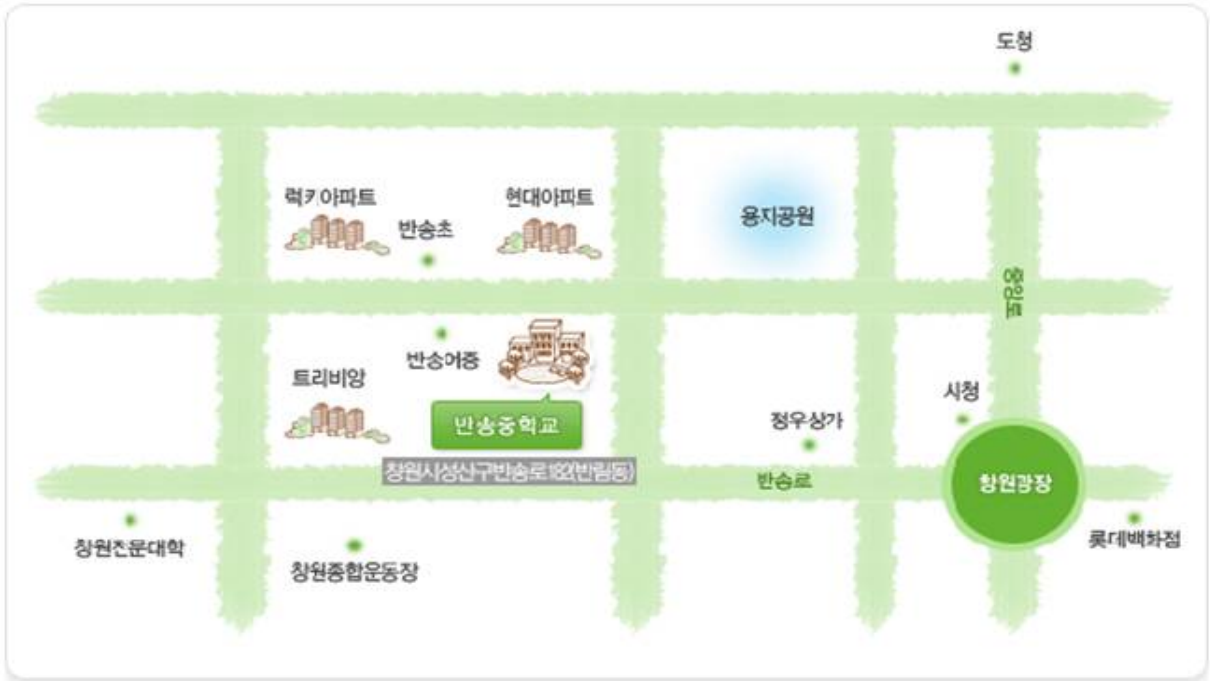 도청
럭키아파트
현대아파트
반송초
용지공원
중앙로
반송여중
트리비앙
시청
반송중학교
정우상가
창원시성산구반송로182(반림동)
반송로
창원광장
창원전문대학
롯데백화점
창원종합운동장